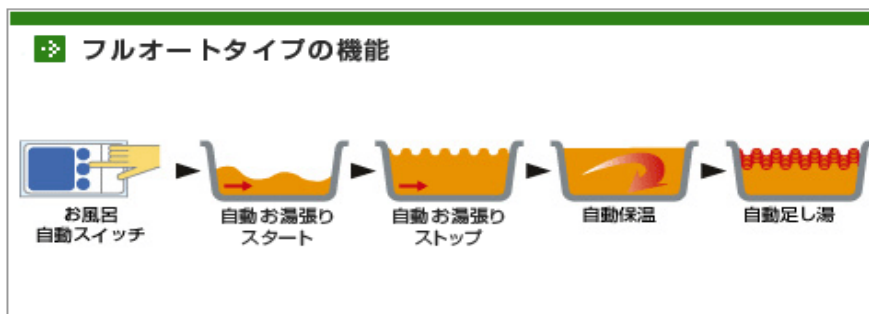 フルオートタイプの機能
お風呂
自動スイッチ
自動お湯張り
スタート
自動お湯張り
ストップ
自動保温
自動足し湯